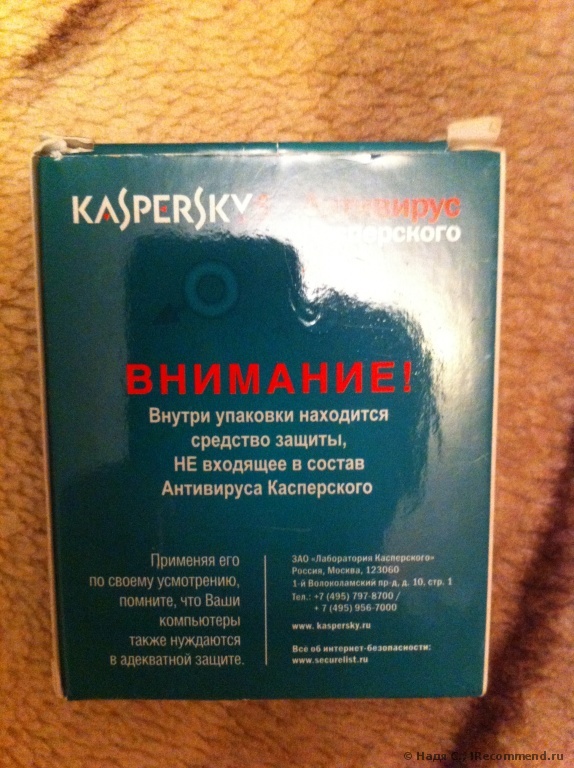 KASPERSKY
Антивирус
Касперского
ВНИМАНИЕ!
Внутри упаковки находится
средство защиты,
НЕ входящее в состав
Антивируса Касперского
Применяя его
по своему усмотрению,
помните, что Ваши
компьютеры
также нуждаются
в адекватной защите.
ЗАО «Лаборатория Касперского»
Россия, Москва, 123060
1-й Волоколамский пр-д, д. 10, стр. 1
Тел.: +7 (495) 797-8700 /
+ 7 (495) 956-7000
www. kaspersky.ru
Все об интернет-безопасности:
www.securelist.ru
© Надя IRecommend.ru